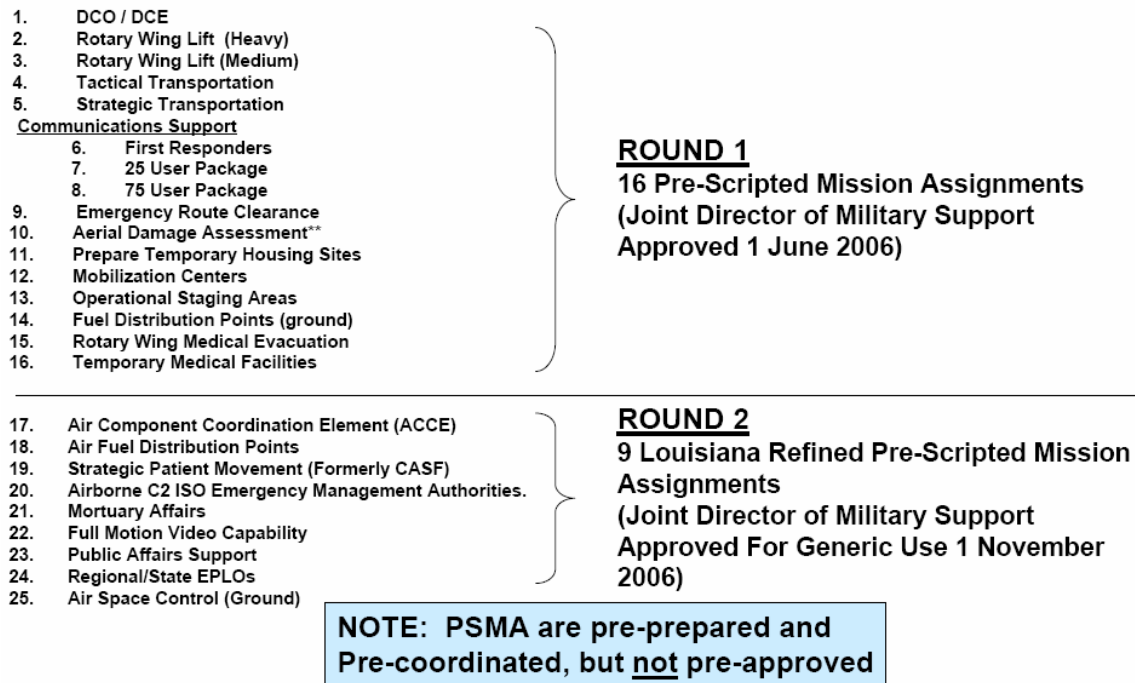 1. DCO / DCE
2. Rotary Wing Lift (Heavy)
3. Rotary Wing Lift (Medium)
4. Tactical Transportation
5. Strategic Transportation
Communications Support
6. First Responders
7. 25 User Package
8. 75 User Package
9. Emergency Route Clearance
10. Aerial Damage Assessment**
11. Prepare Temporary Housing Sites
12. Mobilization Centers
13. Operational Staging Areas
14. Fuel Distribution Points (ground)
15. Rotary Wing Medical Evacuation
16. Temporary Medical Facilities
ROUND 1
16 Pre-Scripted Mission Assignments
(Joint Director of Military Support
Approved 1 June 2006)
17. Air Component Coordination Element (ACCE)
18. Air Fuel Distribution Points
19. Strategic Patient Movement (Formerly CASF)
20. Airborne C2 ISO Emergency Management Authorities.
21. Mortuary Affairs
22. Full Motion Video Capability
23. Public Affairs Support
24. Regional/State EPLOs
25. Air Space Control (Ground)
ROUND 2
9 Louisiana Refined Pre-Scripted Mission
Assignments
(Joint Director of Military Support
Approved For Generic Use 1 November
2006)
NOTE: PSMA are pre-prepared and
Pre-coordinated, but not pre-approved